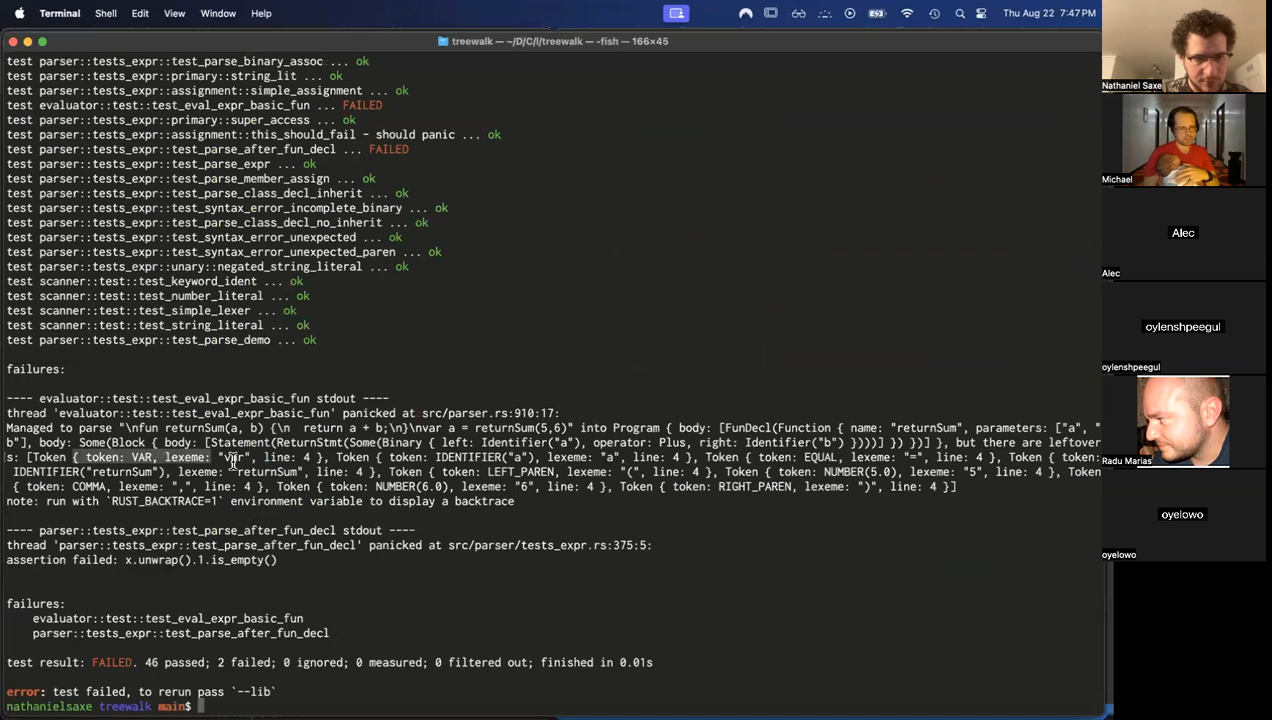 Terminal Shell Edit View Window Help Thu Aug 22 7:47 PM
treewalk — ~/D/C/l/treewalk — -fish — 166×45
test parser::tests_expr::test_parse_binary_assoc ... ok
test parser::tests_expr::primary::string_lit ... ok
test parser::tests_expr::assignment::simple_assignment ... ok
test evaluator::test::test_eval_expr_basic_fun ... FAILED
test parser::tests_expr::primary::super_access ... ok
test parser::tests_expr::assignment::this_should_fail - should panic ... ok
test parser::tests_expr::test_parse_after_fun_decl ... FAILED
test parser::tests_expr::test_parse_expr ... ok
test parser::tests_expr::test_parse_member_assign ... ok
test parser::tests_expr::test_parse_class_decl_inherit ... ok
test parser::tests_expr::test_syntax_error_incomplete_binary ... ok
test parser::tests_expr::test_parse_class_decl_no_inherit ... ok
test parser::tests_expr::test_syntax_error_unexpected ... ok
test parser::tests_expr::test_syntax_error_unexpected_paren ... ok
test parser::tests_expr::unary::negated_string_literal ... ok
test scanner::test::test_keyword_ident ... ok
test scanner::test::test_number_literal ... ok
test scanner::test::test_simple_lexer ... ok
test scanner::test::test_string_literal ... ok
test parser::tests_expr::test_parse_demo ... ok
failures:
---- evaluator::test::test_eval_expr_basic_fun stdout ----
thread 'evaluator::test::test_eval_expr_basic_fun' panicked at src/parser.rs:910:17:
Managed to parse "\nfun returnSum(a, b) {\n  return a + b;\n}\nvar a = returnSum(5,6)" into Program { body: [FunDecl(Function { name: "returnSum", parameters: ["a", "
b"], body: Some(Block { body: [Statement(ReturnStmt(Some(Binary { left: Identifier("a"), operator: Plus, right: Identifier("b") })))] }) })] }, but there are leftover
s: [Token { token: VAR, lexeme: "var", line: 4 }, Token { token: IDENTIFIER("a"), lexeme: "a", line: 4 }, Token { token: EQUAL, lexeme: "=", line: 4 }, Token { token:
IDENTIFIER("returnSum"), lexeme: "returnSum", line: 4 }, Token { token: LEFT_PAREN, lexeme: "(", line: 4 }, Token { token: NUMBER(5.0), lexeme: "5", line: 4 }, Token
{ token: COMMA, lexeme: ",", line: 4 }, Token { token: NUMBER(6.0), lexeme: "6", line: 4 }, Token { token: RIGHT_PAREN, lexeme: ")", line: 4 }]
note: run with `RUST_BACKTRACE=1` environment variable to display a backtrace
---- parser::tests_expr::test_parse_after_fun_decl stdout ----
thread 'parser::tests_expr::test_parse_after_fun_decl' panicked at src/parser/tests_expr.rs:375:5:
assertion failed: x.unwrap().1.is_empty()
failures:
evaluator::test::test_eval_expr_basic_fun
parser::tests_expr::test_parse_after_fun_decl
test result: FAILED. 46 passed; 2 failed; 0 ignored; 0 measured; 0 filtered out; finished in 0.01s
error: test failed, to rerun pass `--lib`
nathanielsaxe treewalk main$
Nathaniel Saxe
Michael
Alec
Alec
oylenshpeegul
oylenshpeegul
Radu Marias
oyelowo
oyelowo